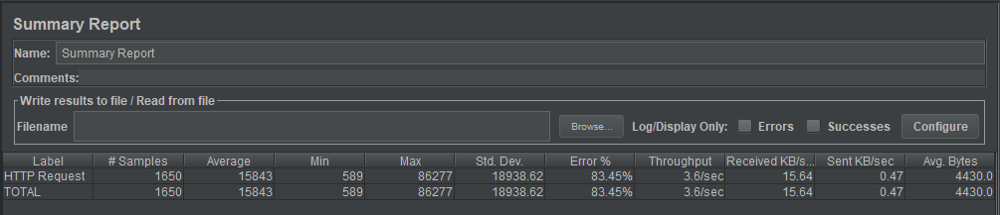 Summary Report
Name: Summary Report
Comments:
Write results to file / Read from file
Filename Browse... Log/Display Only: Errors Successes Configure
Label # Samples Average Min Max Std. Dev. Error % Throughput Received KB/s... Sent KB/sec Avg. Bytes
HTTP Request 1650 15843 589 86277 18938.62 83.45% 3.6/sec 15.64 0.47 4430.0
TOTAL 1650 15843 589 86277 18938.62 83.45% 3.6/sec 15.64 0.47 4430.0